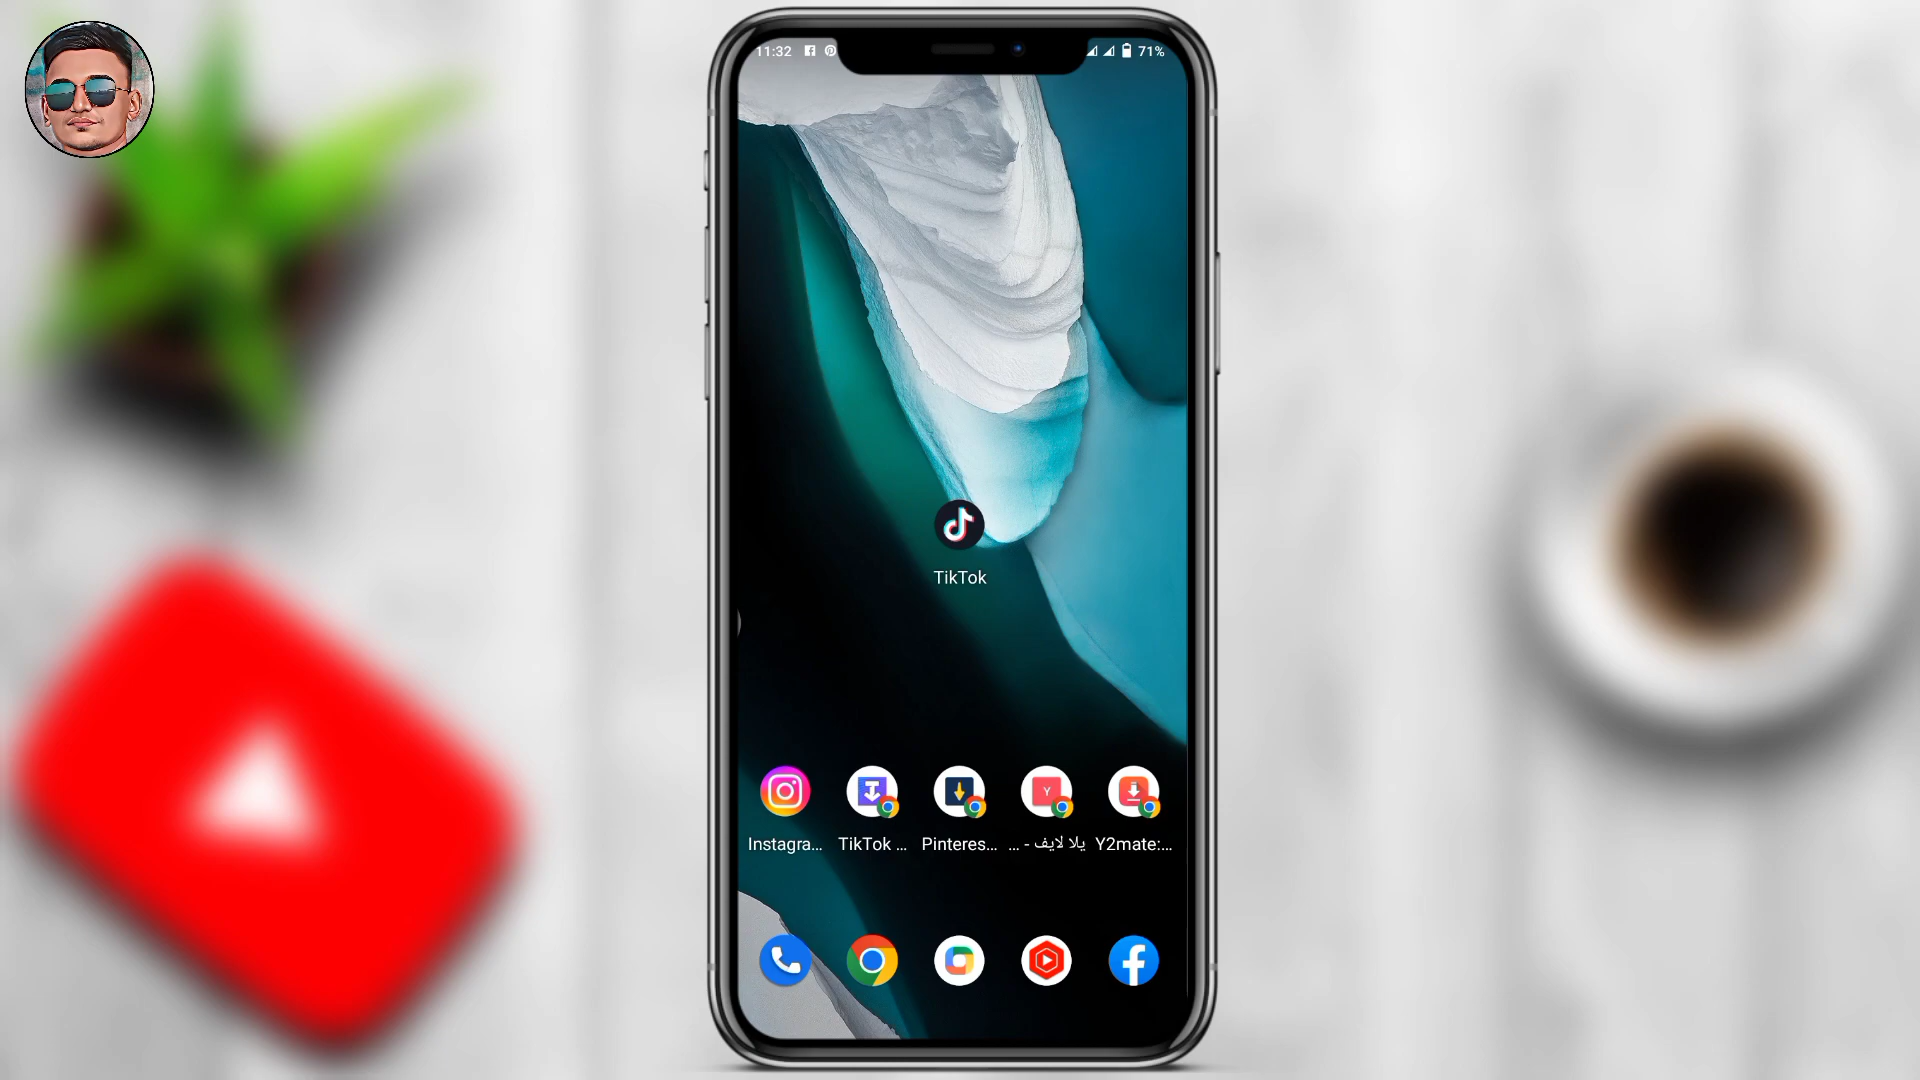 11:32
71%
TikTok
Instagra...
TikTok ...
Pinteres...
يلا لايف - ...
Y2mate:...